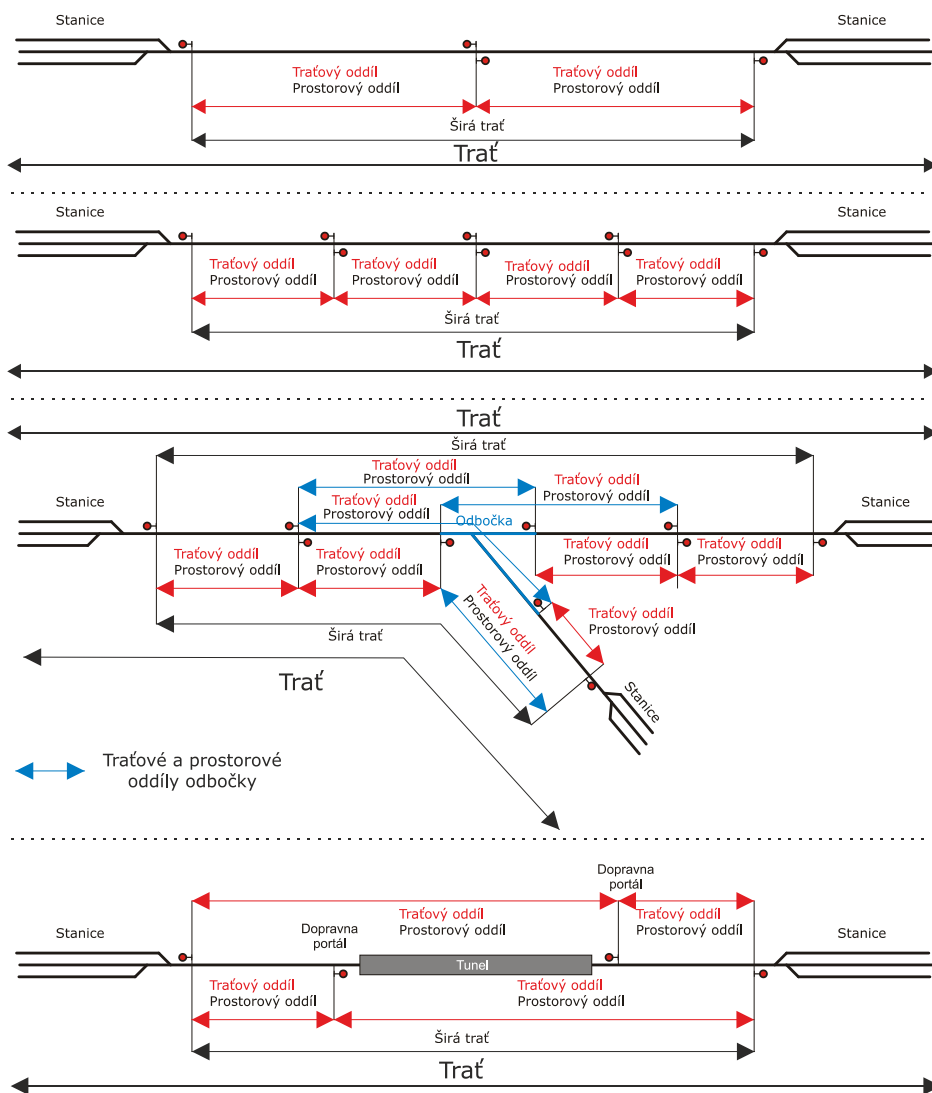 Stanice
Stanice
Traťový oddíl
Traťový oddíl
Prostorový oddíl
Prostorový oddíl
Širá trať
Trať
Stanice
Stanice
Traťový oddíl
Traťový oddíl
Traťový oddíl
Traťový oddíl
Prostorový oddíl
Prostorový oddíl
Prostorový oddíl
Prostorový oddíl
Širá trať
Trať
Trať
Širá trať
Traťový oddíl
Prostorový oddíl
Traťový oddíl
Prostorový oddíl
Stanice
Stanice
Traťový oddíl
Prostorový oddíl
Odbočka
Traťový oddíl
Prostorový oddíl
Traťový oddíl
Prostorový oddíl
Traťový oddíl
Prostorový oddíl
Traťový oddíl
Prostorový oddíl
Traťový oddíl
Prostorový oddíl
Traťový oddíl
Prostorový oddíl
Širá trať
Trať
Stanice
Traťové a prostorové
oddíly odbočky
Dopravna
portál
Traťový oddíl
Prostorový oddíl
Traťový oddíl
Prostorový oddíl
Dopravna
portál
Stanice
Stanice
Tunel
Traťový oddíl
Prostorový oddíl
Traťový oddíl
Prostorový oddíl
Širá trať
Trať